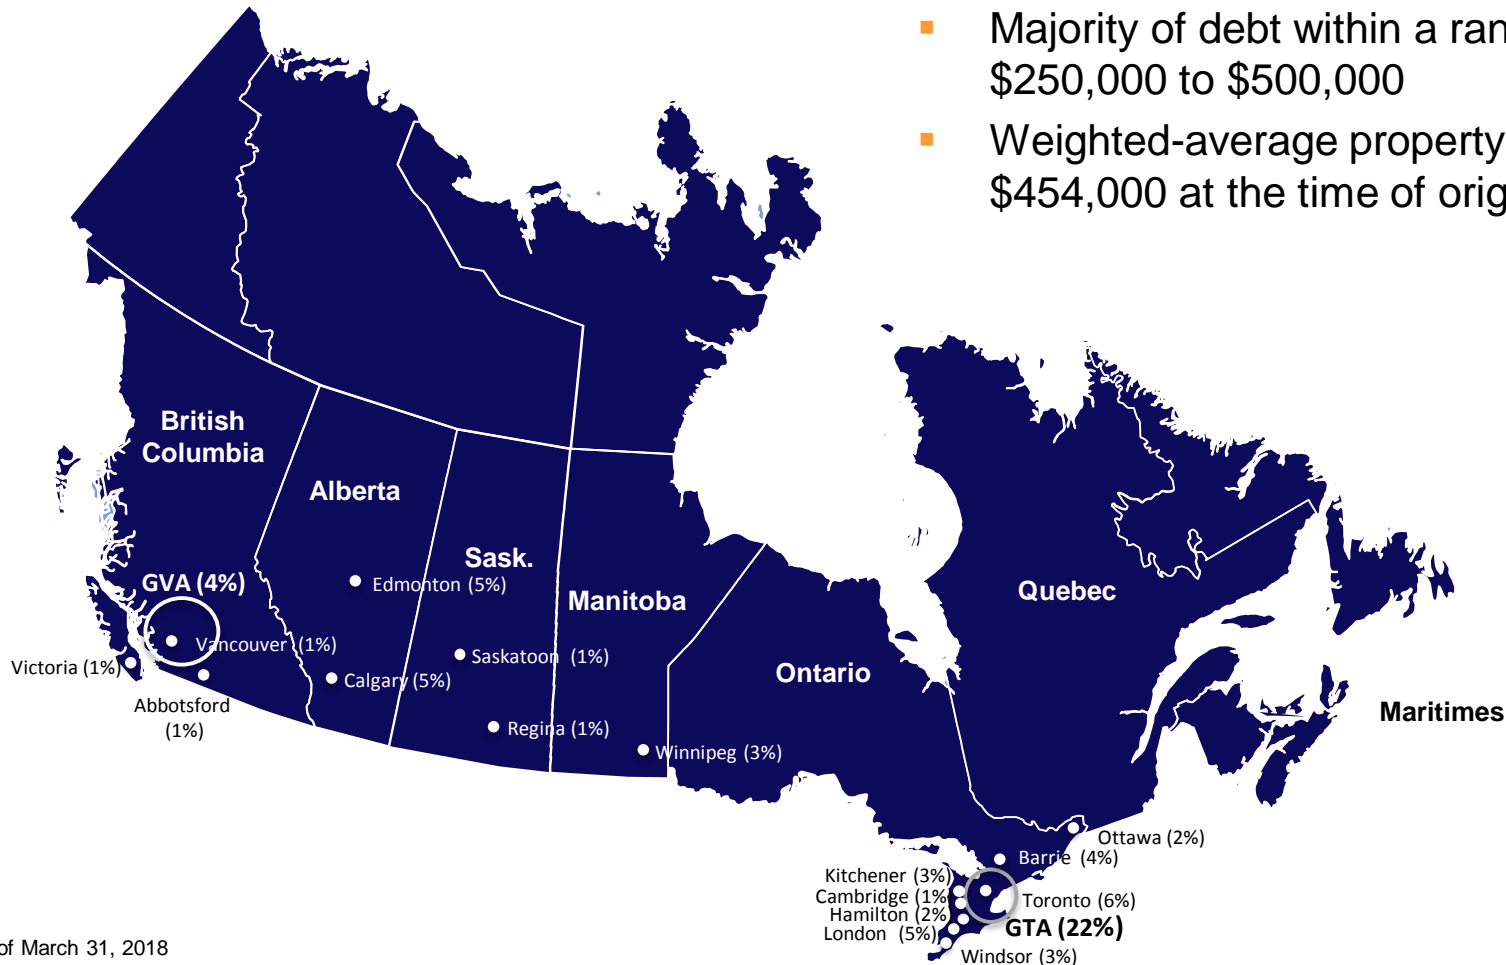 ▪ Majority of debt within a ran
$250,000 to $500,000
▪ Weighted-average property
$454,000 at the time of orig
British
Columbia
Alberta
Sask.
Manitoba
Ontario
Quebec
Maritimes
GVA (4%)
Vancouver (1%)
Victoria (1%)
Abbotsford
(1%)
Edmonton (5%)
Calgary (5%)
Saskatoon (1%)
Regina (1%)
Winnipeg (3%)
Ottawa (2%)
Barrie (4%)
Kitchener (3%)
Cambridge (1%
Hamilton (2%
London (5%)
Toronto (6%)
GTA (22%)
Windsor (3%)
of March 31, 2018